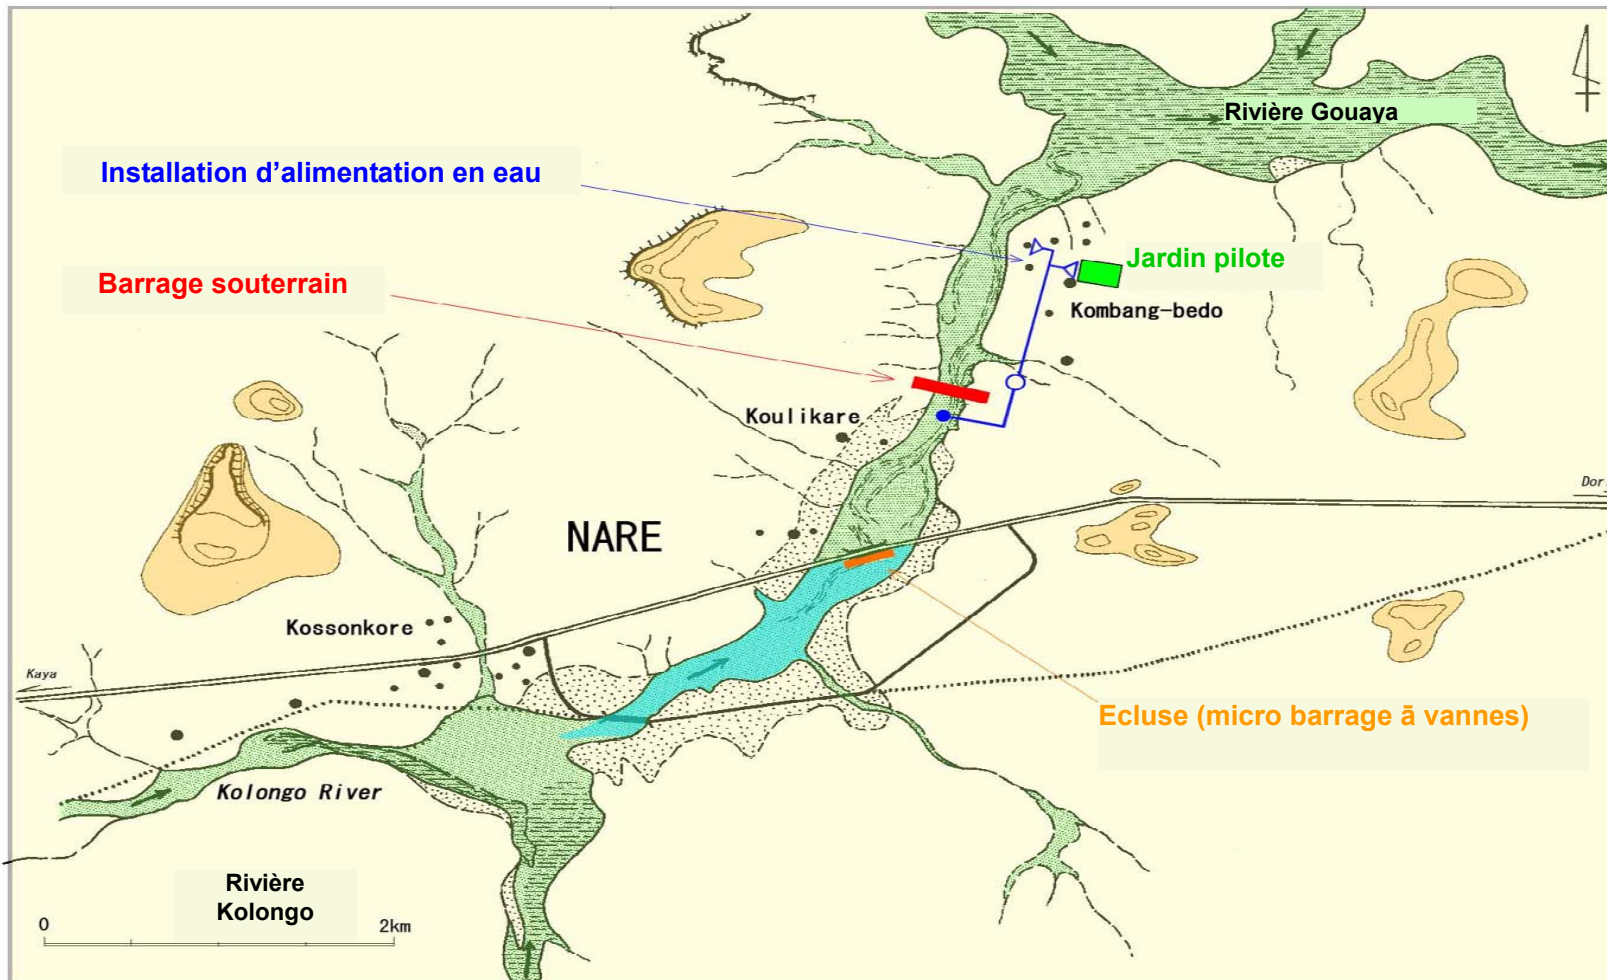 Rivière Gouaya
Installation d’alimentation en eau
Jardin pilote
Barrage souterrain
Kombang-bedo
Koulikare
Dor
NARE
Kossonkore
Kaya
Ecluse (micro barrage ā vannes)
Kolongo River
Rivière
Kolongo
0 2km